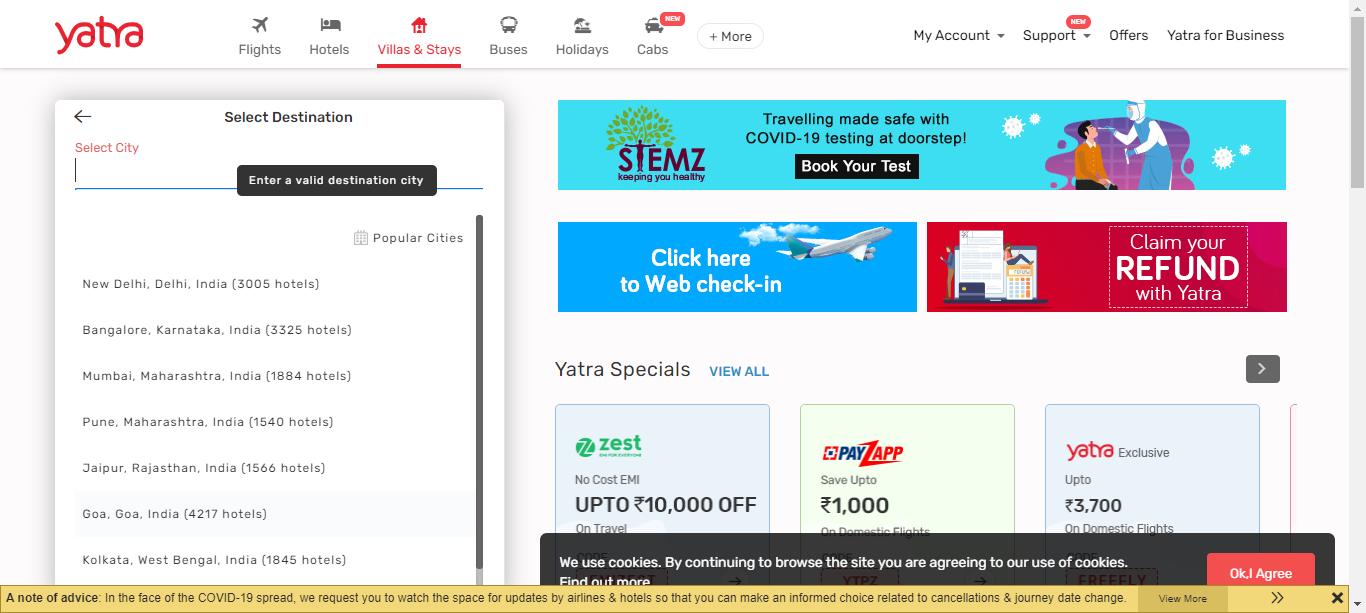 yatra
Flights
Hotels
Villas & Stays
Buses
Holidays
Cabs
NEW
+ More
My Account
Support
NEW
Offers
Yatra for Business
Select Destination
Select City
Enter a valid destination city
Popular Cities
New Delhi, Delhi, India (3005 hotels)
Bangalore, Karnataka, India (3325 hotels)
Mumbai, Maharashtra, India (1884 hotels)
Pune, Maharashtra, India (1540 hotels)
Jaipur, Rajasthan, India (1566 hotels)
Goa, Goa, India (4217 hotels)
Kolkata, West Bengal, India (1845 hotels)
STEMZ
keeping you healthy
Travelling made safe with
COVID-19 testing at doorstep!
Book Your Test
Click here
to Web check-in
Claim your
REFUND
with Yatra
Yatra Specials
VIEW ALL
zest
EMI FOR EVERYONE
No Cost EMI
UPTO ₹10,000 OFF
On Travel
PAYZAPP
Save Upto
₹1,000
On Domestic Flights
CODE
YTPZ
yatra Exclusive
Upto
₹3,700
On Domestic Flights
CODE
FREEFLY
We use cookies. By continuing to browse the site you are agreeing to our use of cookies.
Find out more
Ok,I Agree
A note of advice: In the face of the COVID-19 spread, we request you to watch the space for updates by airlines & hotels so that you can make an informed choice related to cancellations & journey date change.
View More